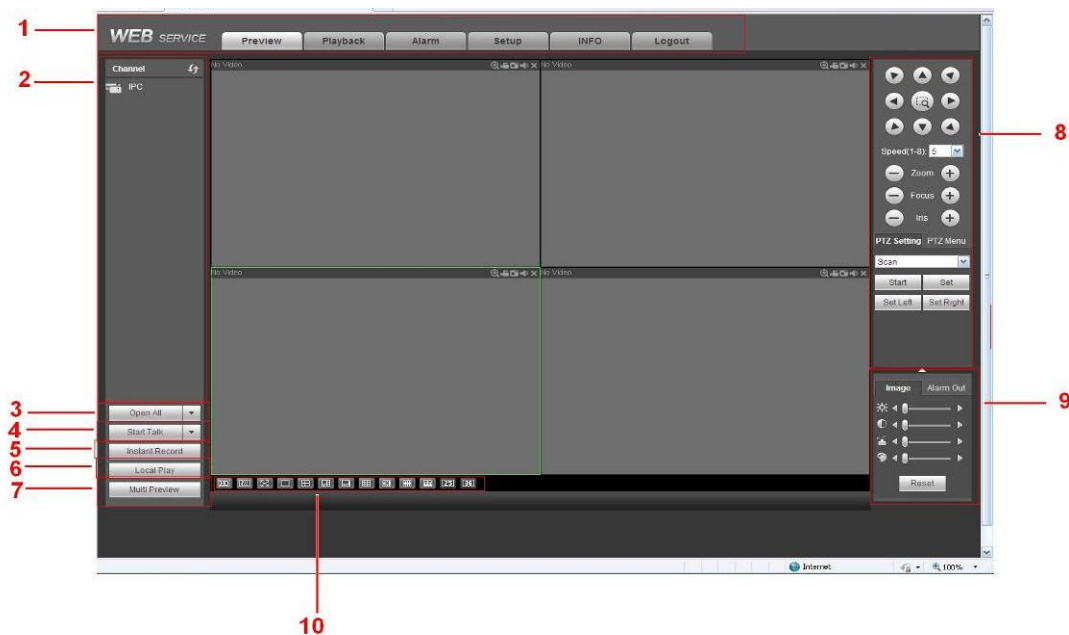 1
WEB SERVICE
Preview
Playback
Alarm
Setup
INFO
Logout
2
Channel
IPC
No Video
No Video
No Video
No Video
Speed(1-8): 5
Zoom
Focus
Iris
PTZ Setting
PTZ Menu
Scan
Start
Set
Set Left
Set Right
8
3
Open All
4
Start Talk
5
Instant Record
6
Local Play
7
Multi Preview
Image
Alarm Out
Reset
9
25
36
10
Internet
100%